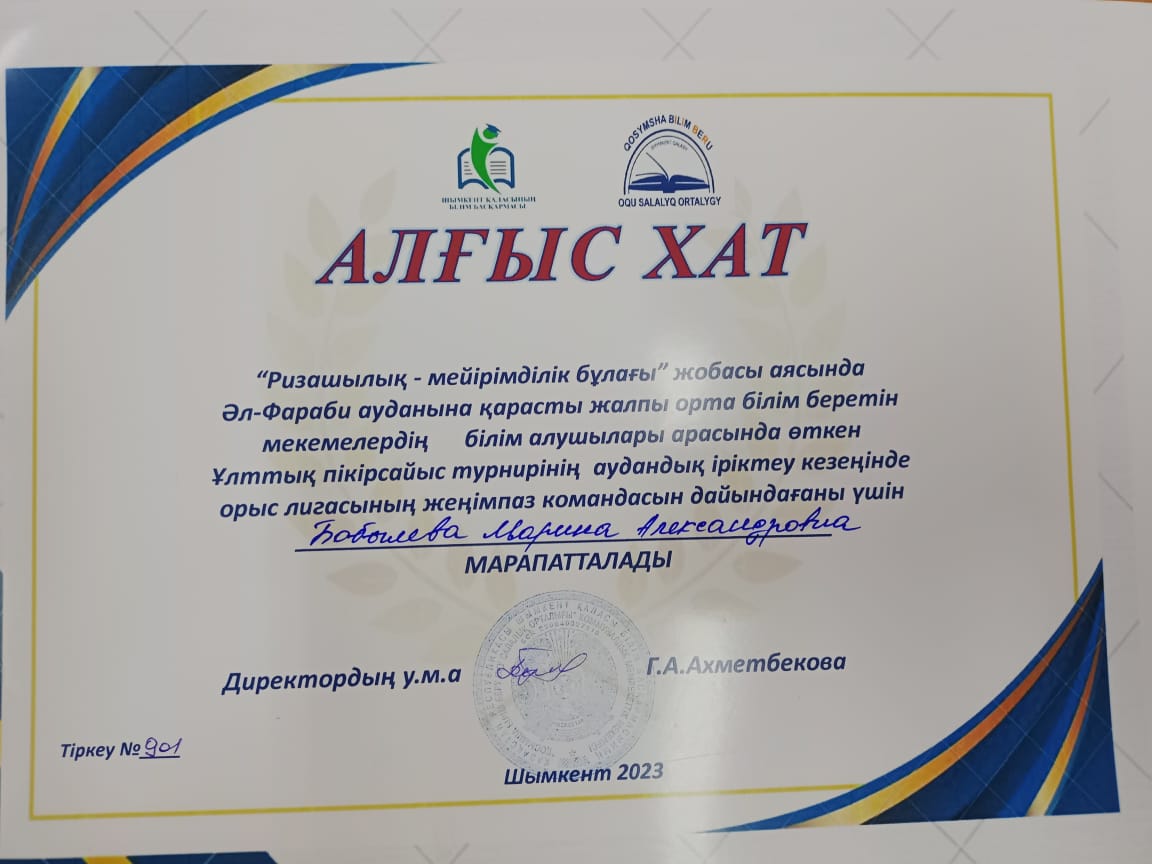 ШЫМКЕНТ ҚАЛАСЫНЫҢ
БІЛІМ БАСҚАРМАСЫ
QOSYMSHA BILIM BERU
OQU SALALYQ ORTALYGY
АЛҒЫС ХАТ
“Ризашылық - мейірімділік бұлағы” жобасы аясында
Әл-Фараби ауданына қарасты жалпы орта білім беретін
мекемелердің білім алушылары арасында өткен
Ұлттық пікірсайыс турнирінің аудандық іріктеу кезеңінде
орыс лигасының жеңімпаз командасын дайындағаны үшін
Бобылева Марина Александровна
МАРАПАТТАЛАДЫ
Директордың у.м.а Г.А.Ахметбекова
Тіркеу №901
Шымкент 2023